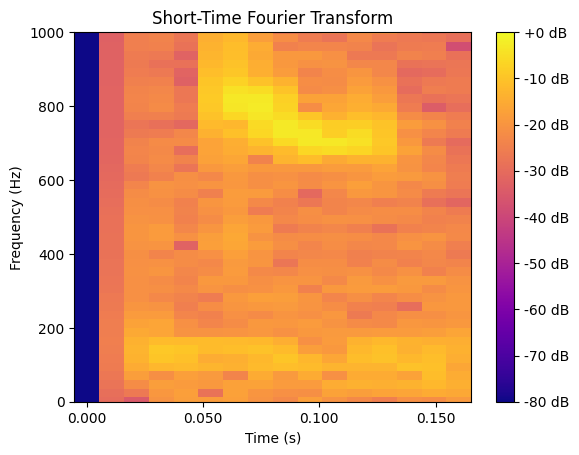 Short-Time Fourier Transform
1000
800
600
400
200
0
Frequency (Hz)
0.000
0.050
0.100
0.150
Time (s)
+0 dB
-10 dB
-20 dB
-30 dB
-40 dB
-50 dB
-60 dB
-70 dB
-80 dB